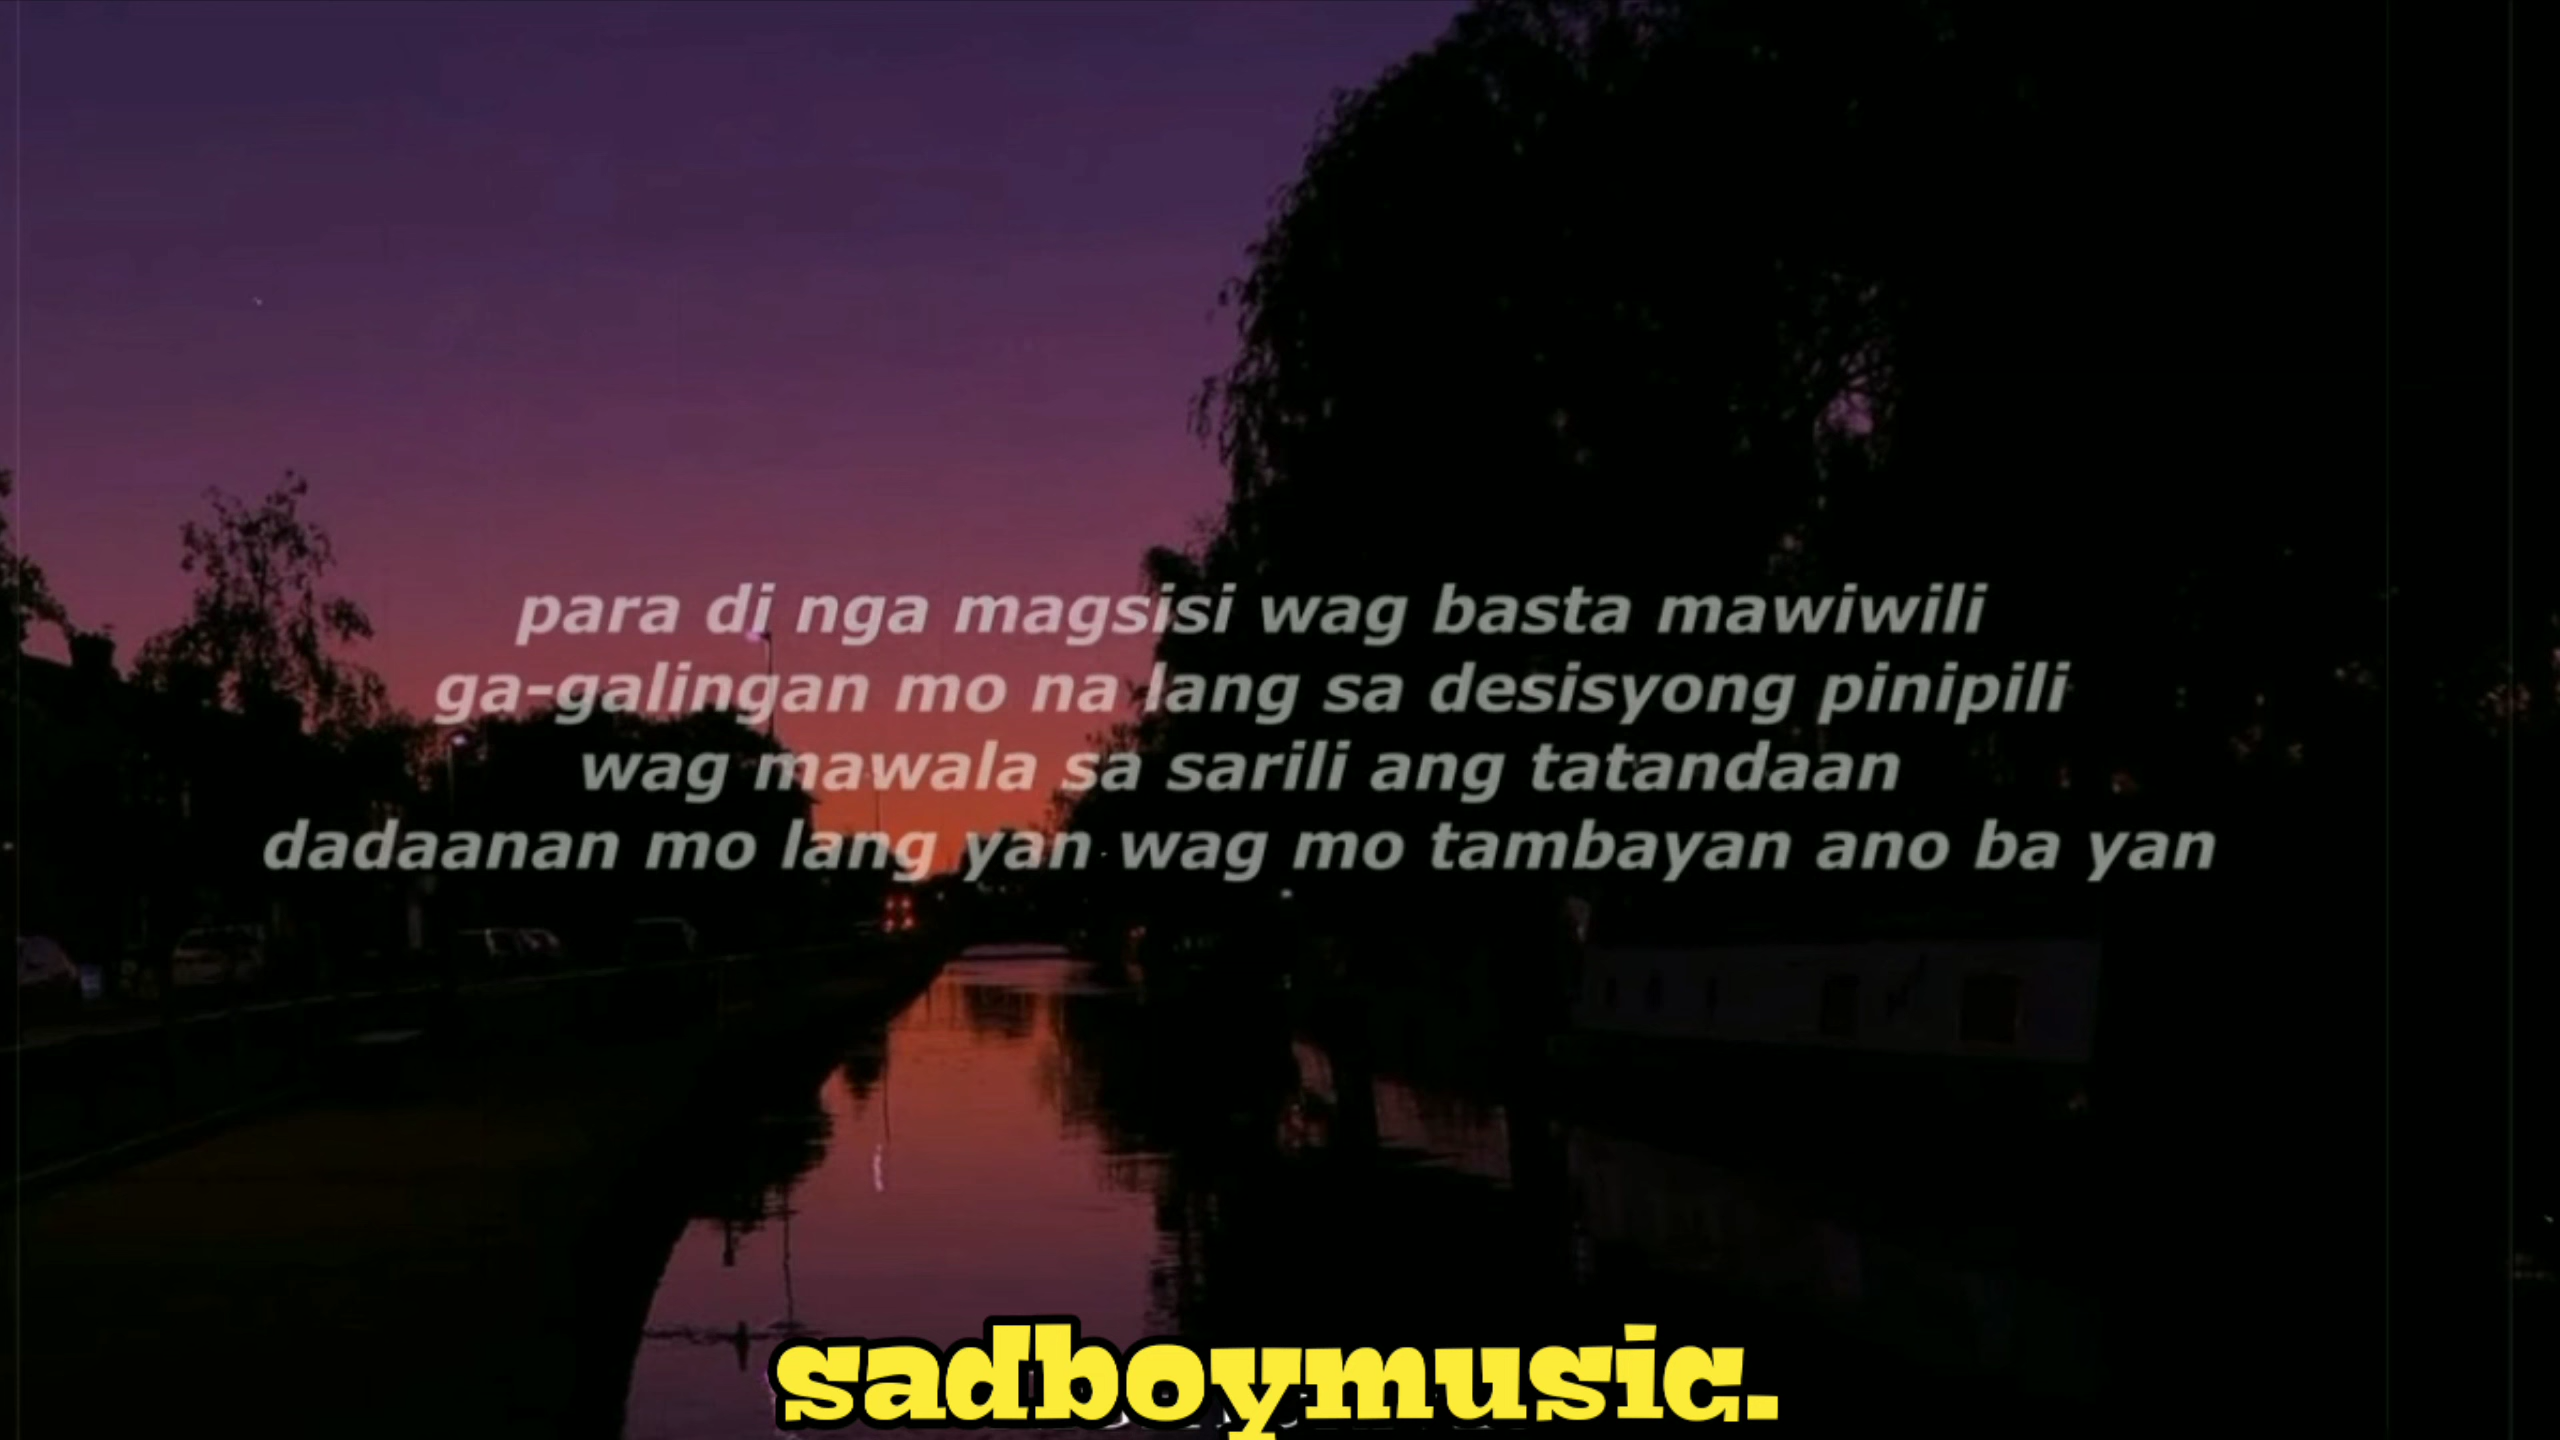 para di nga magsisi wag basta mawiwili
ga-galingan mo na lang sa desisyong pinipili
wag mawala sa sarili ang tatandaan
dadaanan mo lang yan wag mo tambayan ano ba yan
sadboymusic.